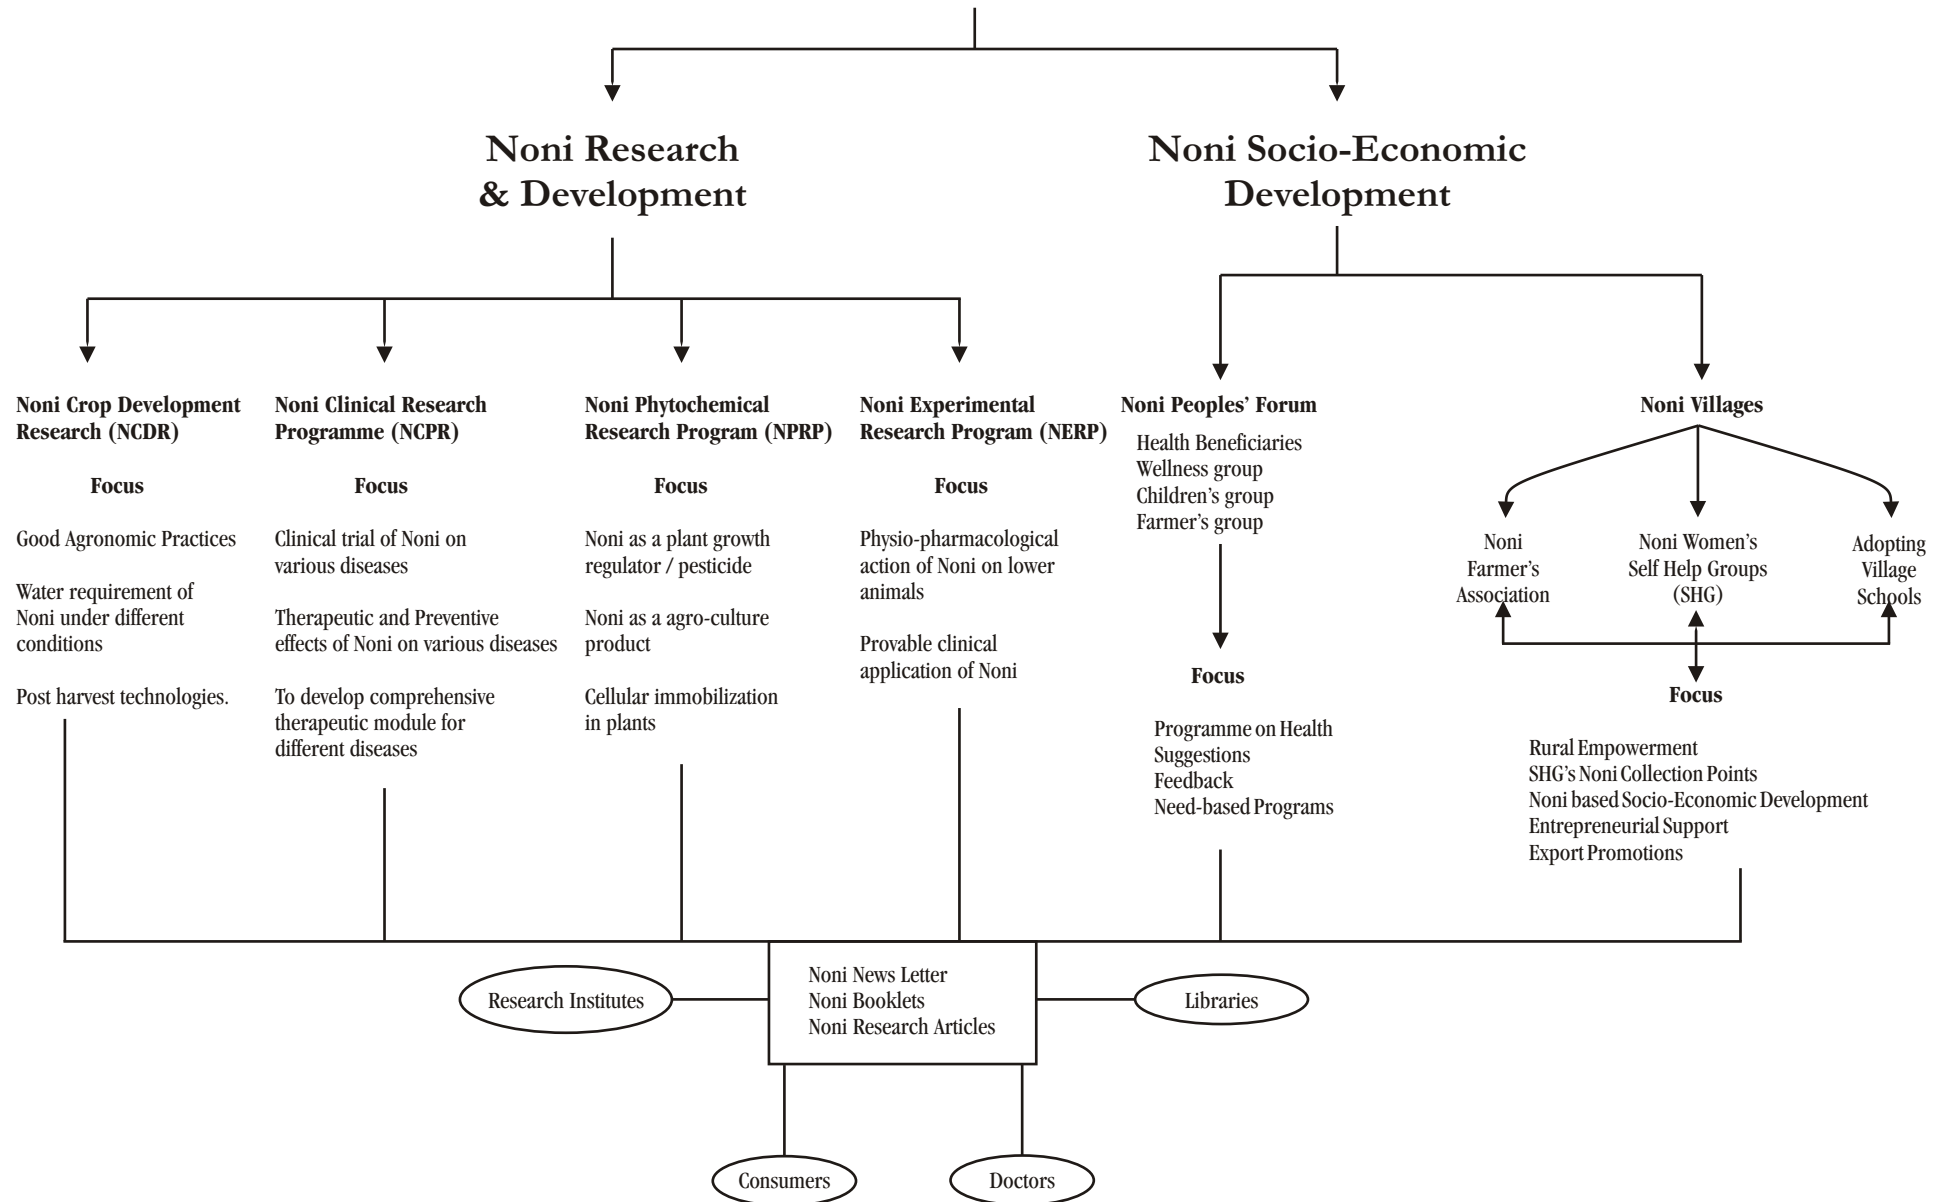 Noni Research
& Development
Noni Socio-Economic
Development
Noni Crop Development
Research (NCDR)
Focus
Good Agronomic Practices
Water requirement of
Noni under different
conditions
Post harvest technologies.
Noni Clinical Research
Programme (NCPR)
Focus
Clinical trial of Noni on
various diseases
Therapeutic and Preventive
effects of Noni on various diseases
To develop comprehensive
therapeutic module for
different diseases
Noni Phytochemical
Research Program (NPRP)
Focus
Noni as a plant growth
regulator / pesticide
Noni as a agro-culture
product
Cellular immobilization
in plants
Noni Experimental
Research Program (NERP)
Focus
Physio-pharmacological
action of Noni on lower
animals
Provable clinical
application of Noni
Noni Peoples’ Forum
Health Beneficiaries
Wellness group
Children’s group
Farmer’s group
Focus
Programme on Health
Suggestions
Feedback
Need-based Programs
Noni Villages
Noni
Farmer’s
Association
Noni Women’s
Self Help Groups
(SHG)
Adopting
Village
Schools
Focus
Rural Empowerment
SHG’s Noni Collection Points
Noni based Socio-Economic Development
Entrepreneurial Support
Export Promotions
Research Institutes
Noni News Letter
Noni Booklets
Noni Research Articles
Libraries
Consumers
Doctors